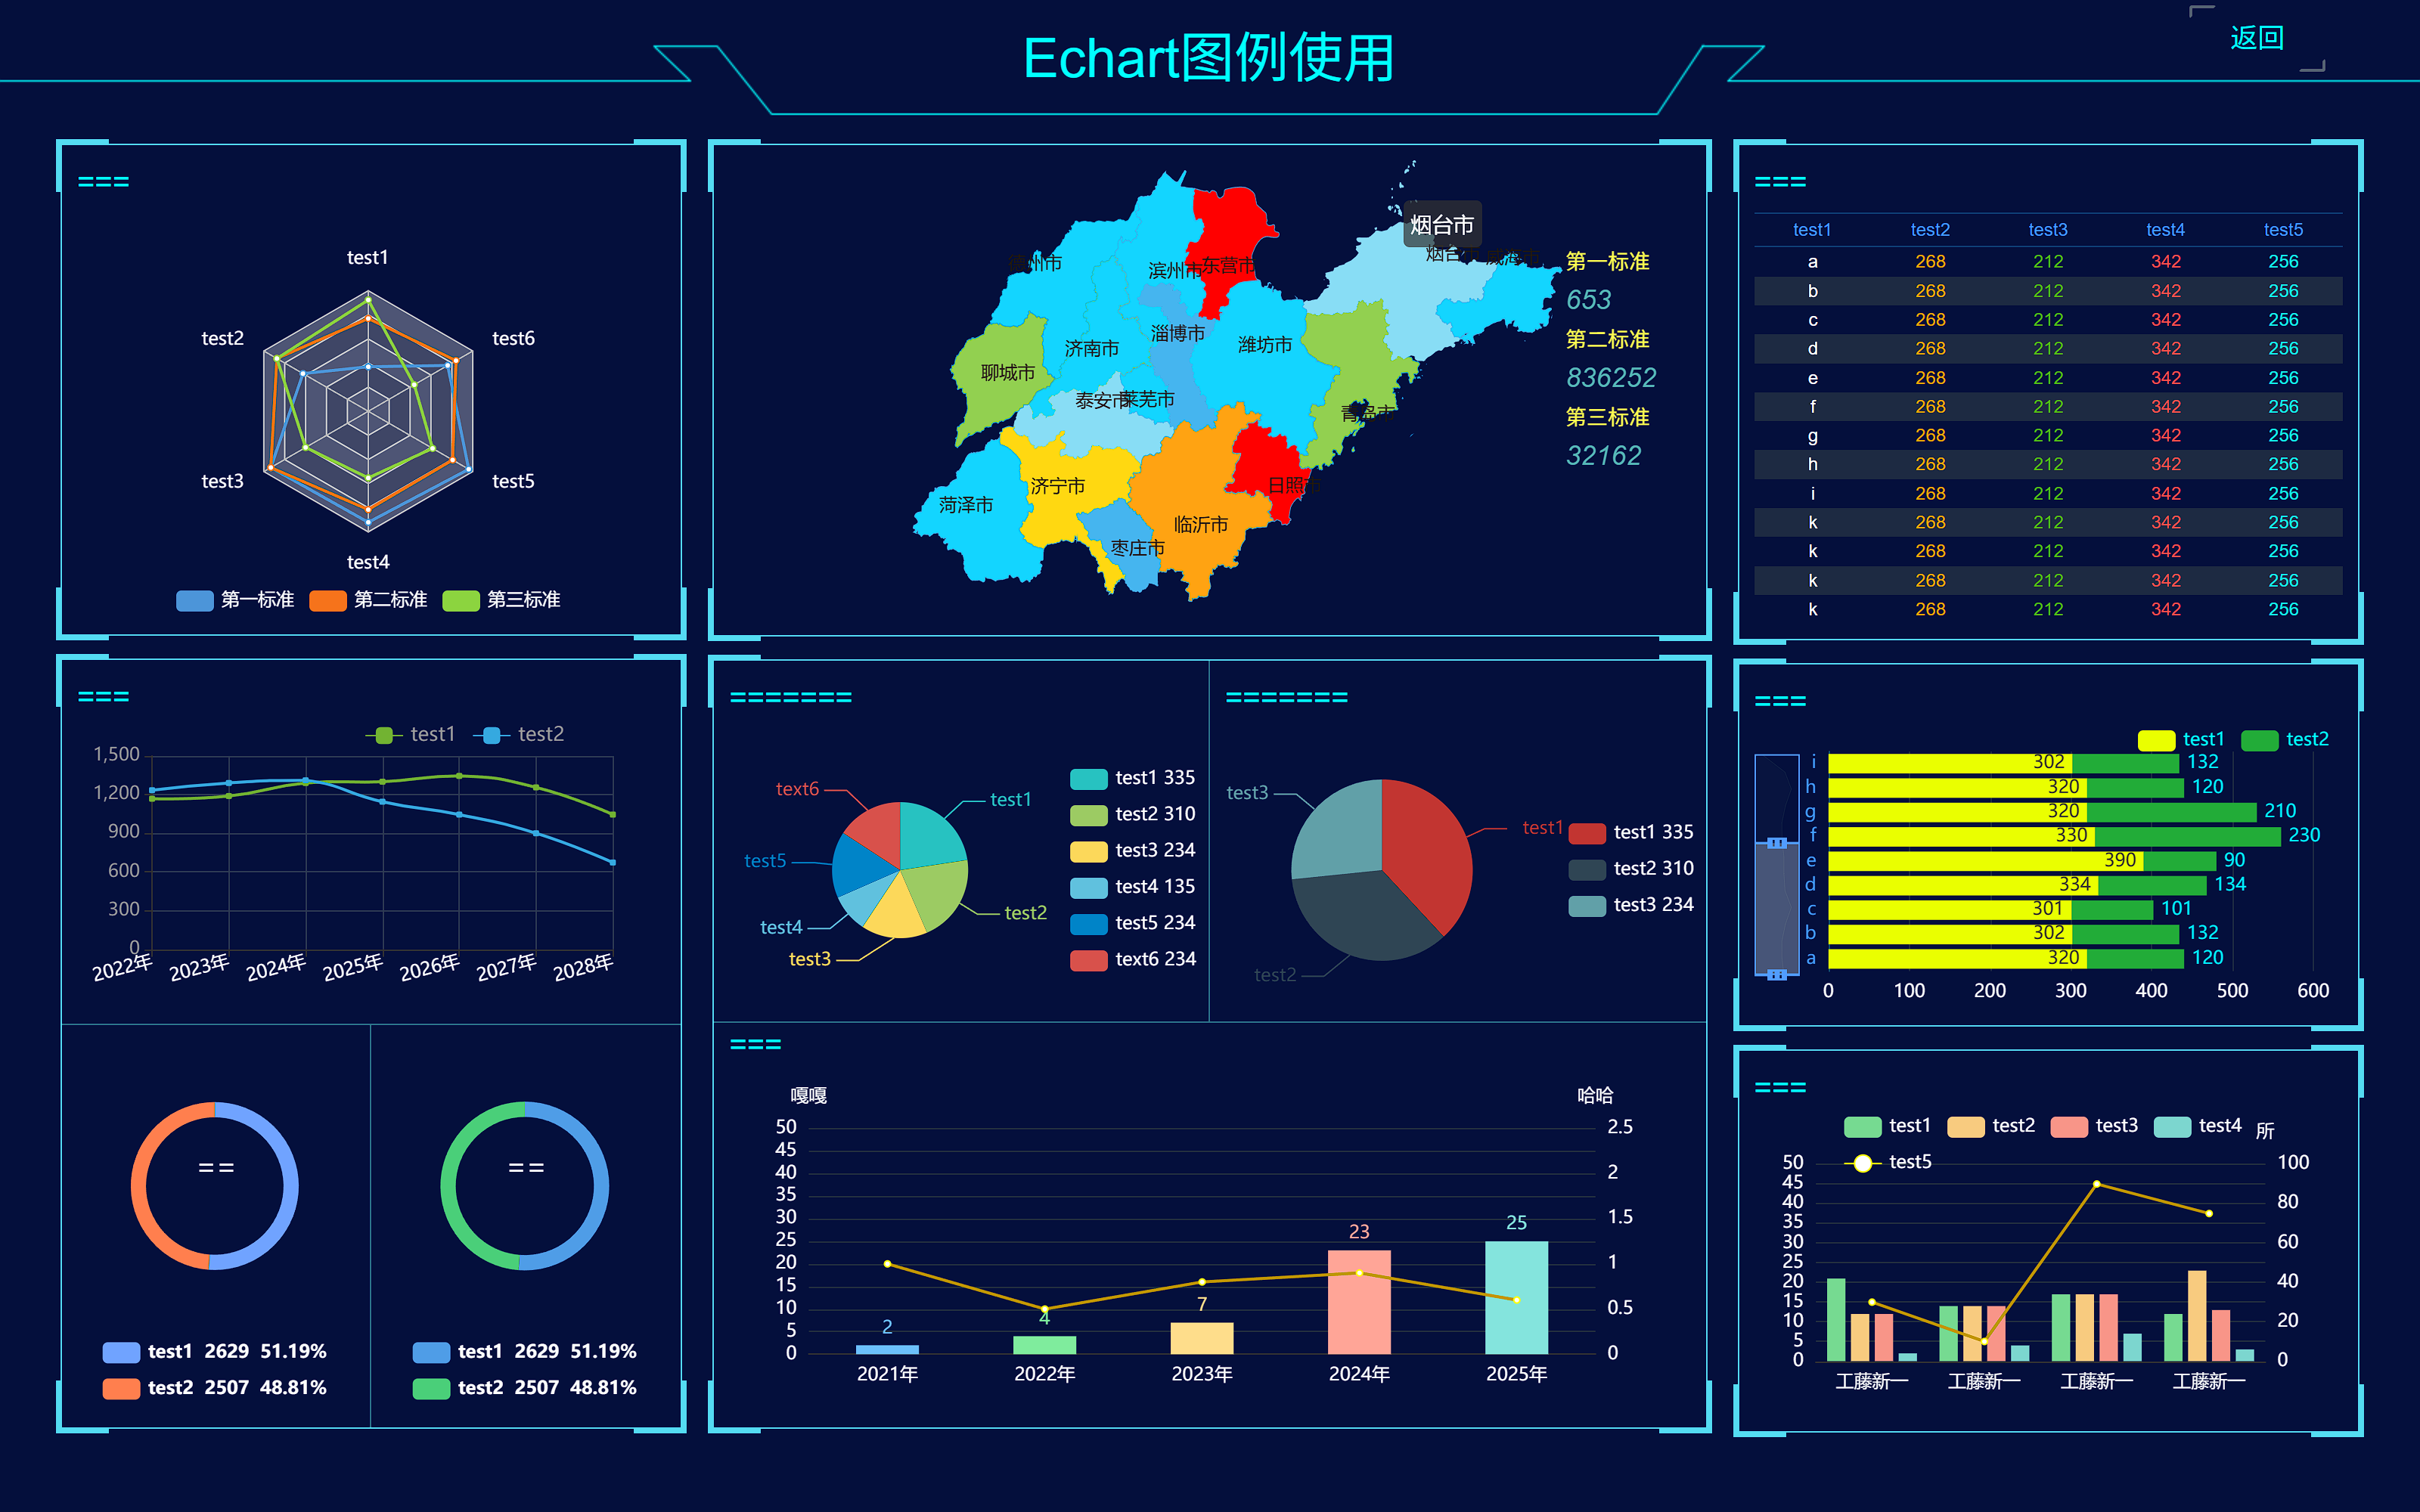 Echart图例使用
返回
===
test1
test2
test6
test3
test5
test4
第一标准 第二标准 第三标准
烟台市
烟台市
威海市
德州市
滨州市
东营市
淄博市
济南市
潍坊市
聊城市
泰安市
莱芜市
青岛市
济宁市
日照市
菏泽市
临沂市
枣庄市
第一标准
653
第二标准
836252
第三标准
32162
===
test1 test2 test3 test4 test5
a 268 212 342 256
b 268 212 342 256
c 268 212 342 256
d 268 212 342 256
e 268 212 342 256
f 268 212 342 256
g 268 212 342 256
h 268 212 342 256
i 268 212 342 256
k 268 212 342 256
k 268 212 342 256
k 268 212 342 256
k 268 212 342 256
===
test1 test2
1,500
1,200
900
600
300
0
2022年 2023年 2024年 2025年 2026年 2027年 2028年
==
test1 2629 51.19%
test2 2507 48.81%
==
test1 2629 51.19%
test2 2507 48.81%
=======
text6
test1
test5
test2
test4
test3
test1 335
test2 310
test3 234
test4 135
test5 234
text6 234
=======
test3
test1
test2
test1 335
test2 310
test3 234
===
嘎嘎 哈哈
50 2.5
45
40 2
35
30 1.5
25
20 1
15
10 0.5
5
0 0
2 4 7 23 25
2021年 2022年 2023年 2024年 2025年
===
test1 test2
i 302 132
h 320 120
g 320 210
f 330 230
e 390 90
d 334 134
c 301 101
b 302 132
a 320 120
0 100 200 300 400 500 600
===
test1 test2 test3 test4 所
test5
50 100
45
40 80
35
30 60
25
20 40
15
10 20
5
0 0
工藤新一 工藤新一 工藤新一 工藤新一